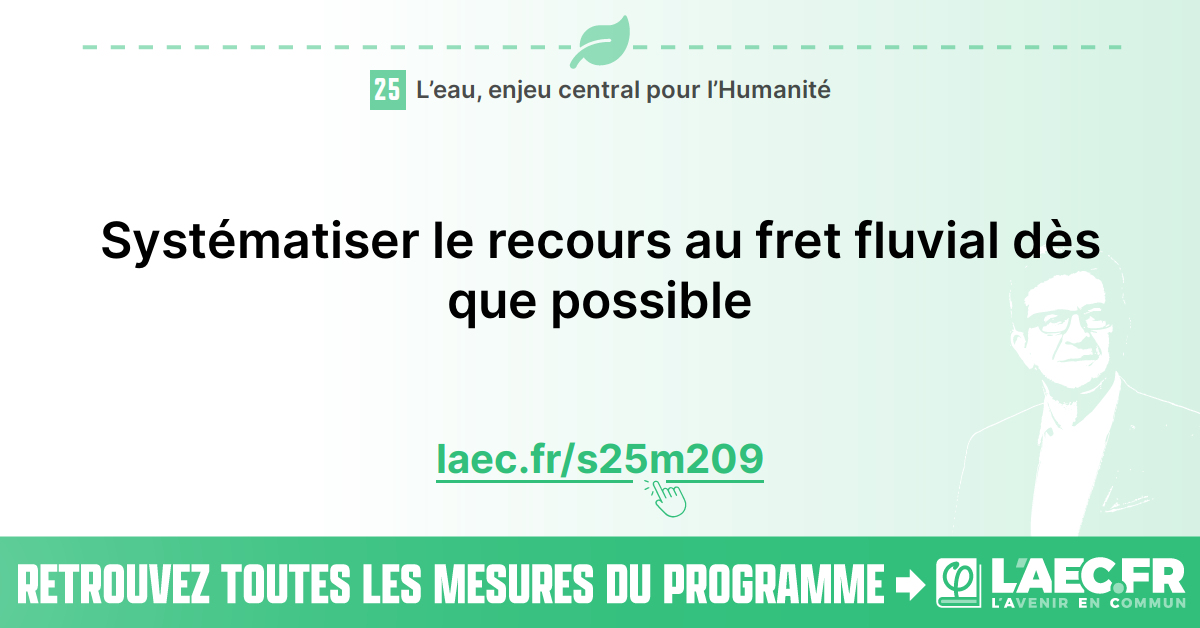 25 L'eau, enjeu central pour l'Humanité
Systématiser le recours au fret fluvial dès
que possible
laec.fr/s25m209
RETROUVEZ TOUTES LES MESURES DU PROGRAMME
φ L'AEC.FR
L'AVENIR EN COMMUN